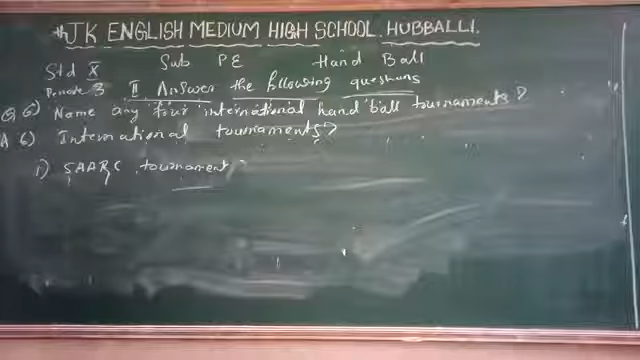 JK ENGLISH MEDIUM HIGH SCHOOL. HUBBALLI.
Std X Sub PE Hand Ball
3 II Answer the following questions
Q 6) Name any four international hand ball tournaments?
A 6) International tournaments
i) SAARC tournament